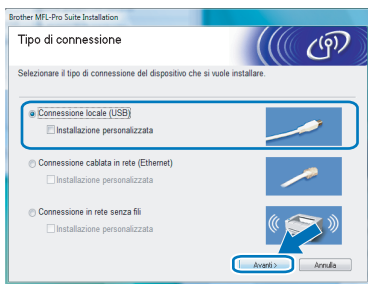 Brother MFL-Pro Suite Installation
Tipo di connessione
Selezionare il tipo di connessione del dispositivo che si vuole installare.
Connessione locale (USB)
Installazione personalizzata
Connessione cablata in rete (Ethernet)
Installazione personalizzata
Connessione in rete senza fili
Installazione personalizzata
Avanti >
Annulla